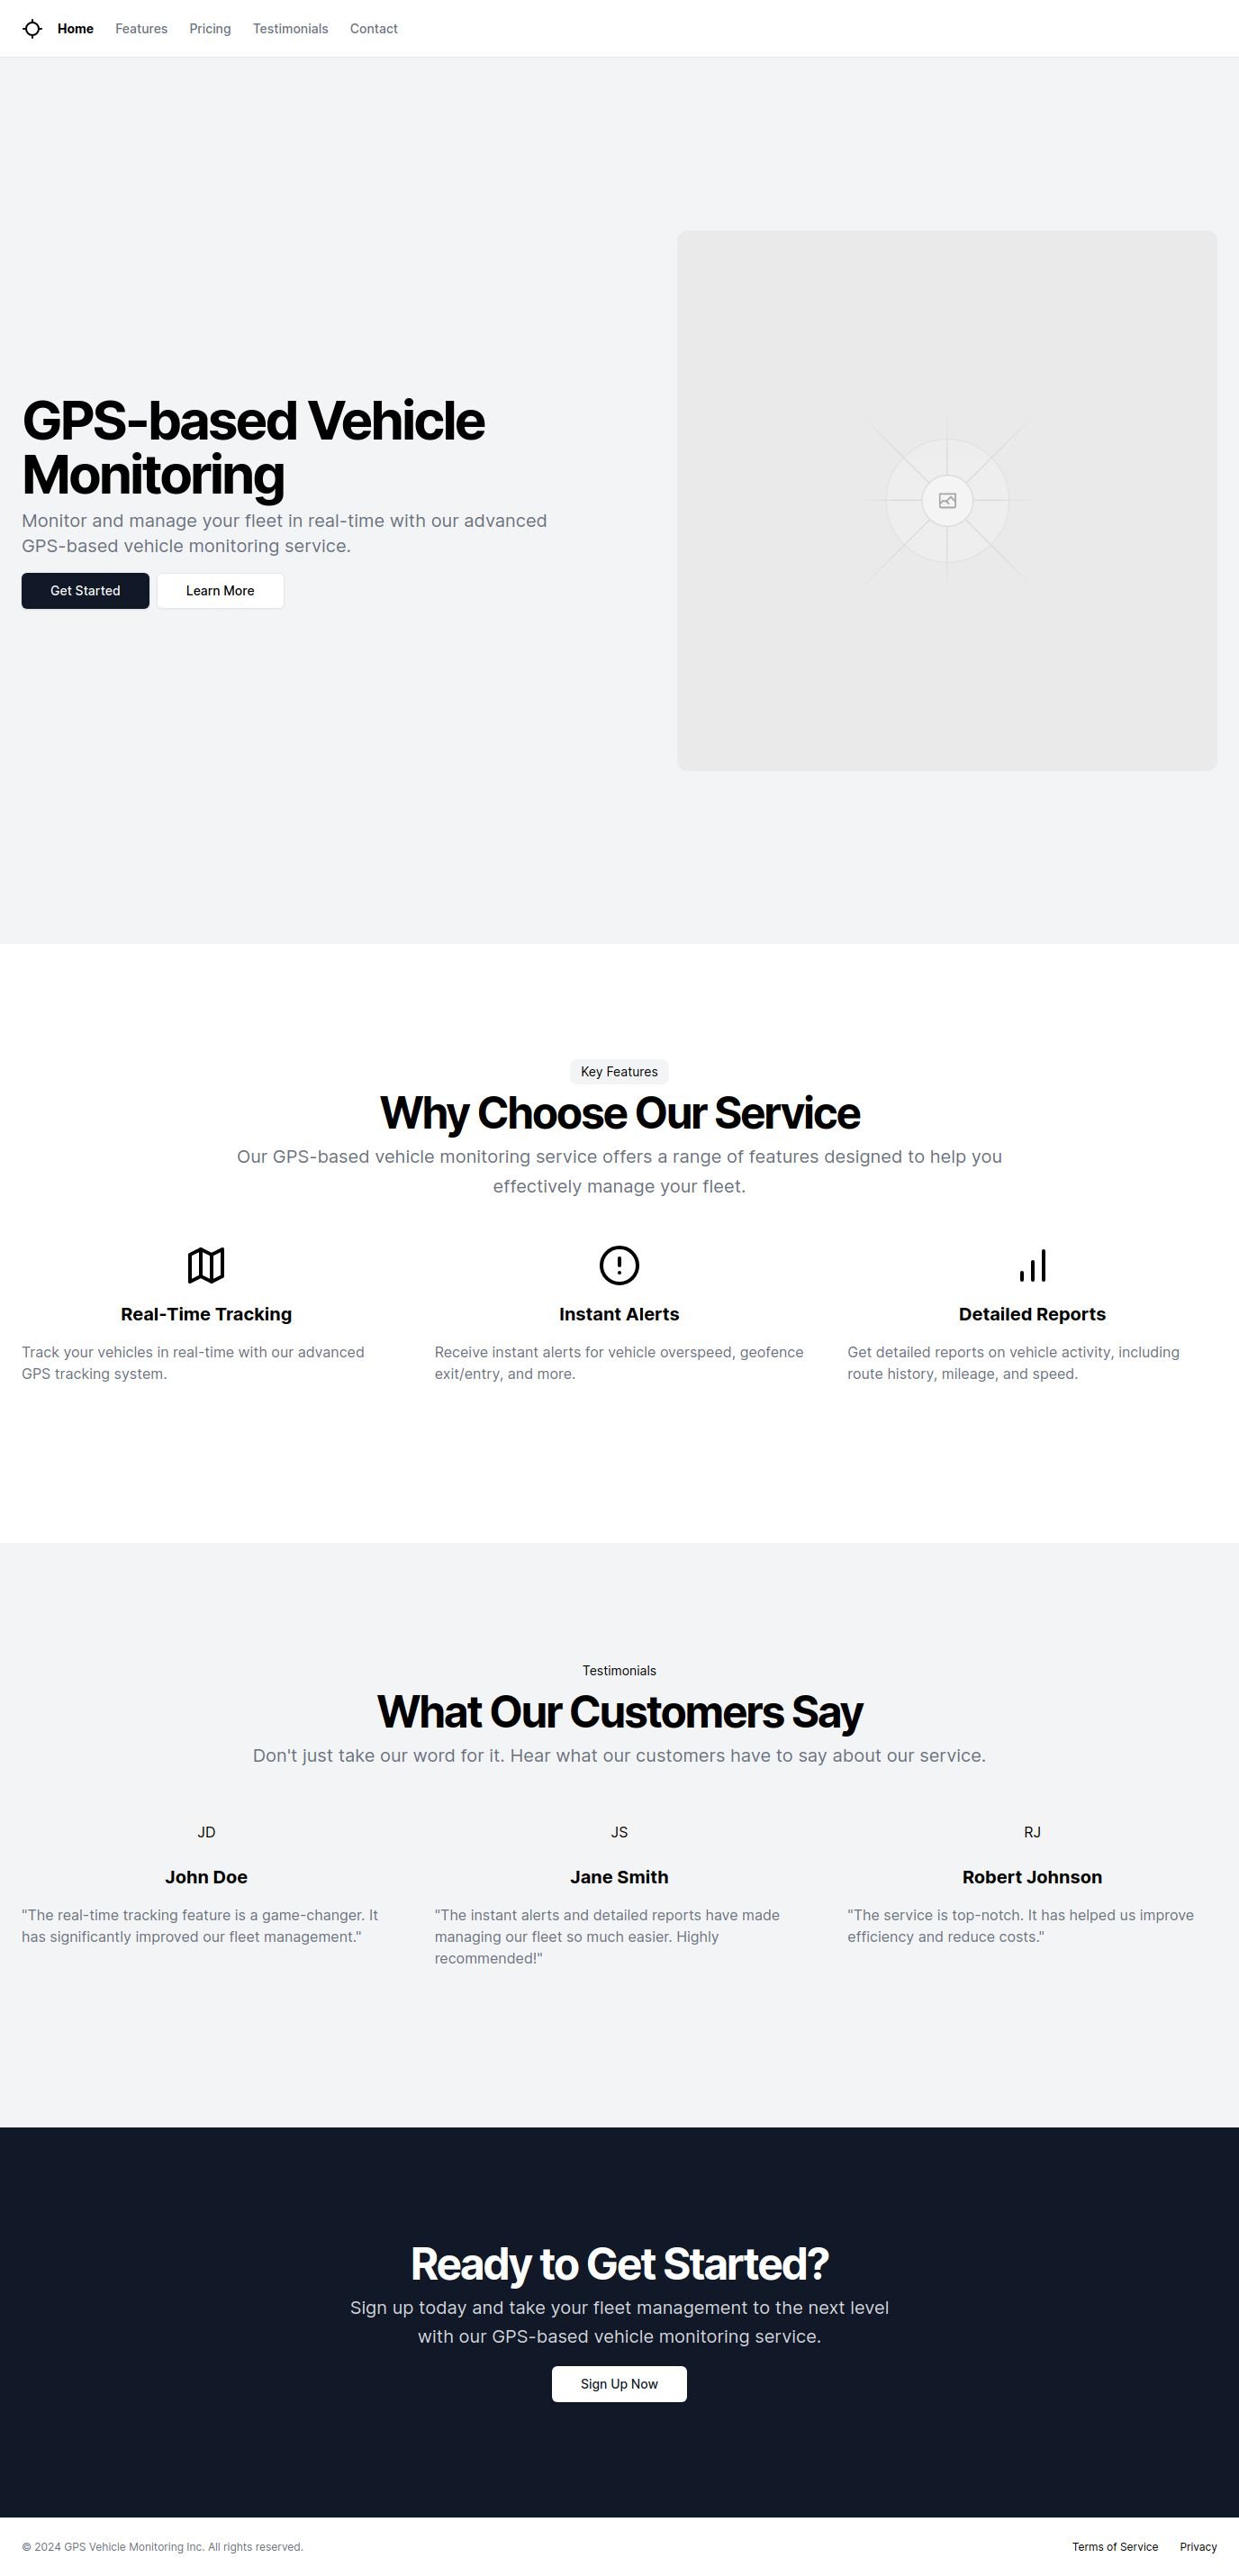 Home Features Pricing Testimonials Contact
GPS-based Vehicle
Monitoring
Monitor and manage your fleet in real-time with our advanced
GPS-based vehicle monitoring service.
Get Started Learn More
Key Features
Why Choose Our Service
Our GPS-based vehicle monitoring service offers a range of features designed to help you
effectively manage your fleet.
Real-Time Tracking
Track your vehicles in real-time with our advanced
GPS tracking system.
Instant Alerts
Receive instant alerts for vehicle overspeed, geofence
exit/entry, and more.
Detailed Reports
Get detailed reports on vehicle activity, including
route history, mileage, and speed.
Testimonials
What Our Customers Say
Don't just take our word for it. Hear what our customers have to say about our service.
JD
John Doe
"The real-time tracking feature is a game-changer. It
has significantly improved our fleet management."
JS
Jane Smith
"The instant alerts and detailed reports have made
managing our fleet so much easier. Highly
recommended!"
RJ
Robert Johnson
"The service is top-notch. It has helped us improve
efficiency and reduce costs."
Ready to Get Started?
Sign up today and take your fleet management to the next level
with our GPS-based vehicle monitoring service.
Sign Up Now
© 2024 GPS Vehicle Monitoring Inc. All rights reserved. Terms of Service Privacy